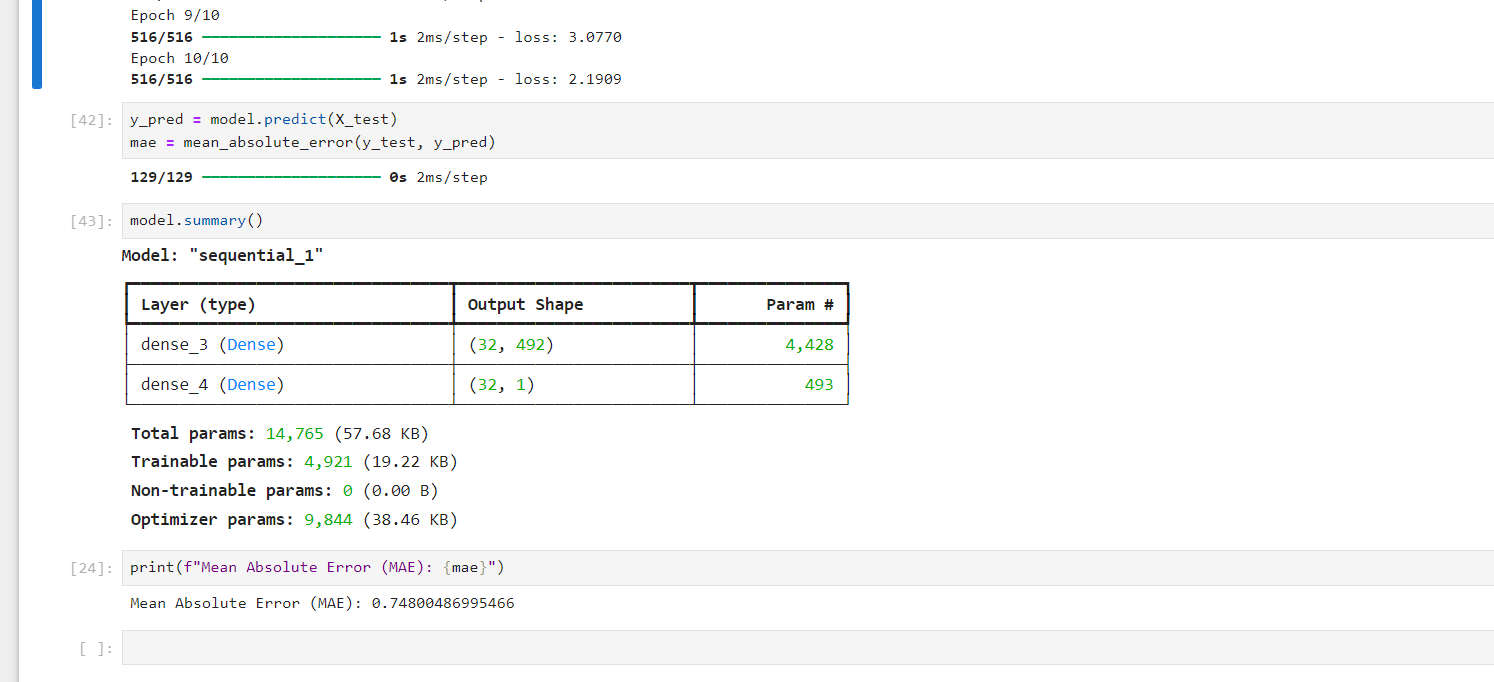 Epoch 9/10
516/516 ━━━━━━━━━━━━━━━━━━━━ 1s 2ms/step - loss: 3.0770
Epoch 10/10
516/516 ━━━━━━━━━━━━━━━━━━━━ 1s 2ms/step - loss: 2.1909
[42]: y_pred = model.predict(X_test)
mae = mean_absolute_error(y_test, y_pred)
129/129 ━━━━━━━━━━━━━━━━━━━━ 0s 2ms/step
[43]: model.summary()
Model: "sequential_1"
Layer (type) Output Shape Param #
dense_3 (Dense) (32, 492) 4,428
dense_4 (Dense) (32, 1) 493
Total params: 14,765 (57.68 KB)
Trainable params: 4,921 (19.22 KB)
Non-trainable params: 0 (0.00 B)
Optimizer params: 9,844 (38.46 KB)
[24]: print(f"Mean Absolute Error (MAE): {mae}")
Mean Absolute Error (MAE): 0.74800486995466
[ ]: